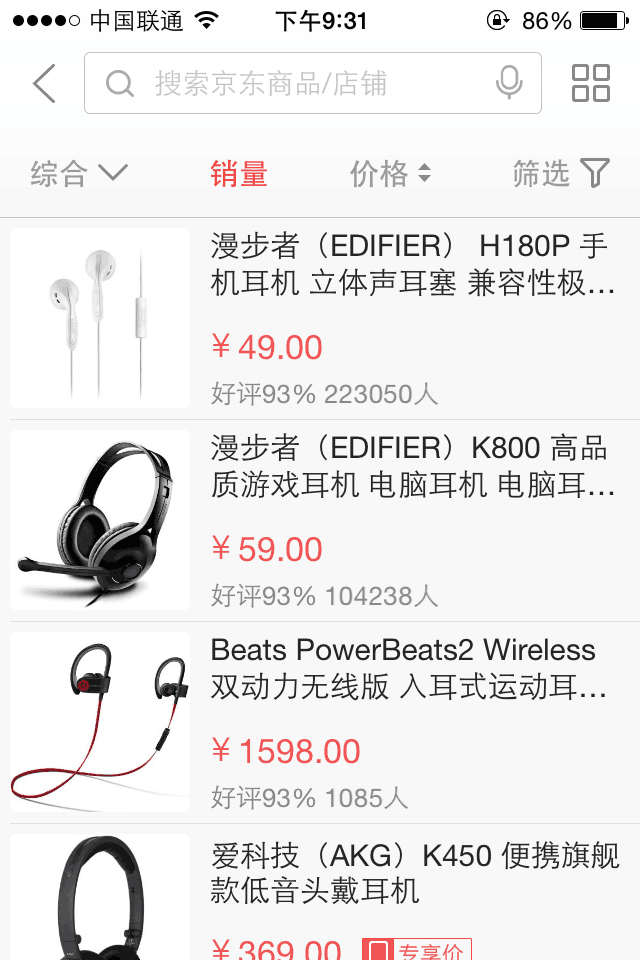 中国联通 下午9:31 86%
搜索京东商品/店铺
综合 销量 价格 筛选
漫步者（EDIFIER） H180P 手
机耳机 立体声耳塞 兼容性极...
¥ 49.00
好评93% 223050人
漫步者（EDIFIER）K800 高品
质游戏耳机 电脑耳机 电脑耳...
¥ 59.00
好评93% 104238人
Beats PowerBeats2 Wireless
双动力无线版 入耳式运动耳...
¥ 1598.00
好评93% 1085人
爱科技（AKG）K450 便携旗舰
款低音头戴耳机
¥ 369.00 专享价